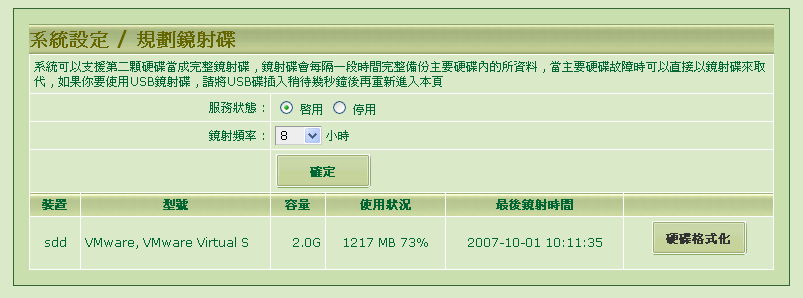 系統設定 / 規劃鏡射碟
系統可以支援第二顆硬碟當成完整鏡射碟，鏡射碟會每隔一段時間完整備份主要硬碟內的所資料，當主要硬碟故障時可以直接以鏡射碟來取
代，如果你要使用USB鏡射碟，請將USB碟插入稍待幾秒鐘後再重新進入本頁
服務狀態： 啓用 停用
鏡射頻率： 8 小時
確定
裝置 型號 容量 使用狀況 最後鏡射時間
sdd VMware, VMware Virtual S 2.0G 1217 MB 73% 2007-10-01 10:11:35 硬碟格式化